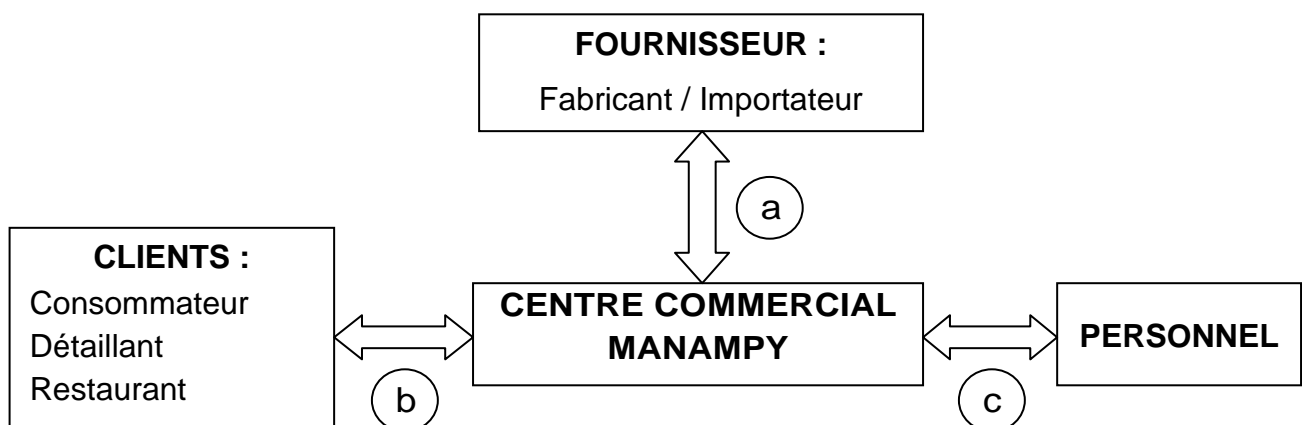 FOURNISSEUR :
Fabricant / Importateur
a
CLIENTS :
Consommateur
Détaillant
Restaurant
CENTRE COMMERCIAL
MANAMPY
PERSONNEL
b
c